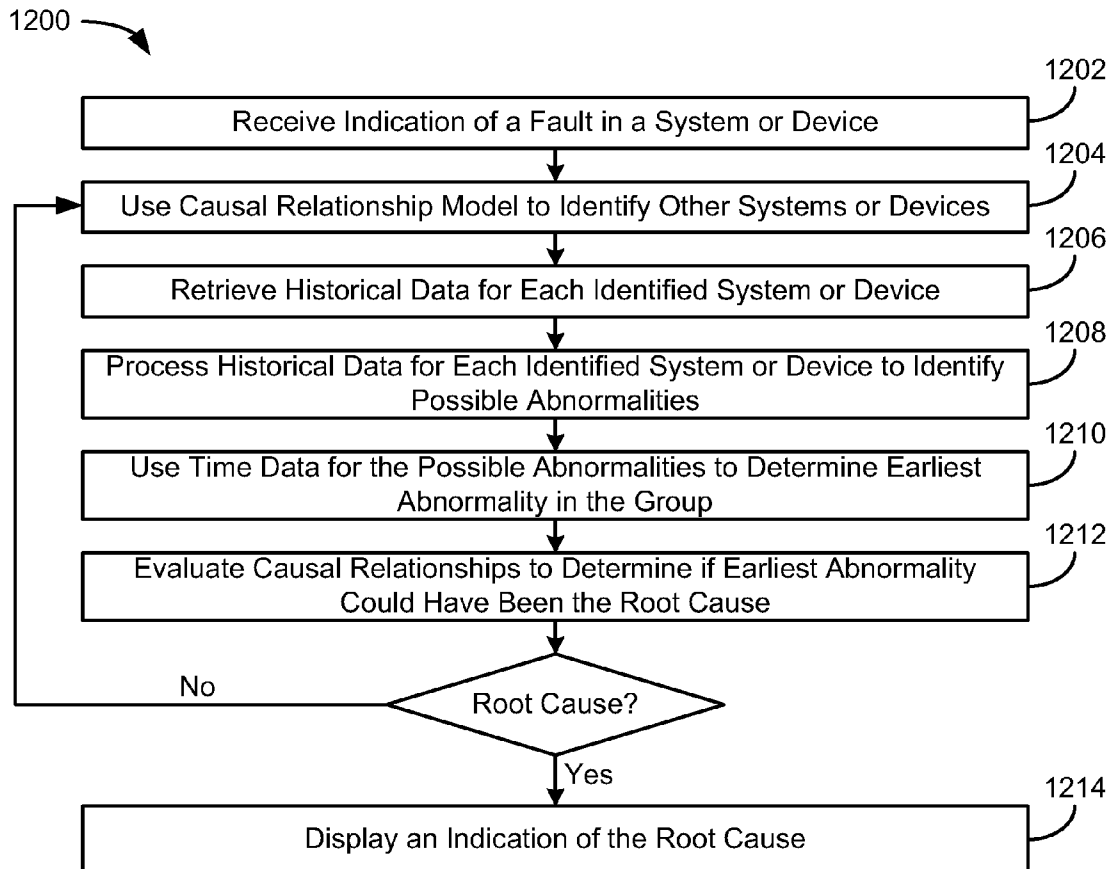 1200
1202
Receive Indication of a Fault in a System or Device
1204
Use Causal Relationship Model to Identify Other Systems or Devices
1206
Retrieve Historical Data for Each Identified System or Device
1208
Process Historical Data for Each Identified System or Device to Identify
Possible Abnormalities
1210
Use Time Data for the Possible Abnormalities to Determine Earliest
Abnormality in the Group
1212
Evaluate Causal Relationships to Determine if Earliest Abnormality
Could Have Been the Root Cause
No
Root Cause?
Yes
1214
Display an Indication of the Root Cause